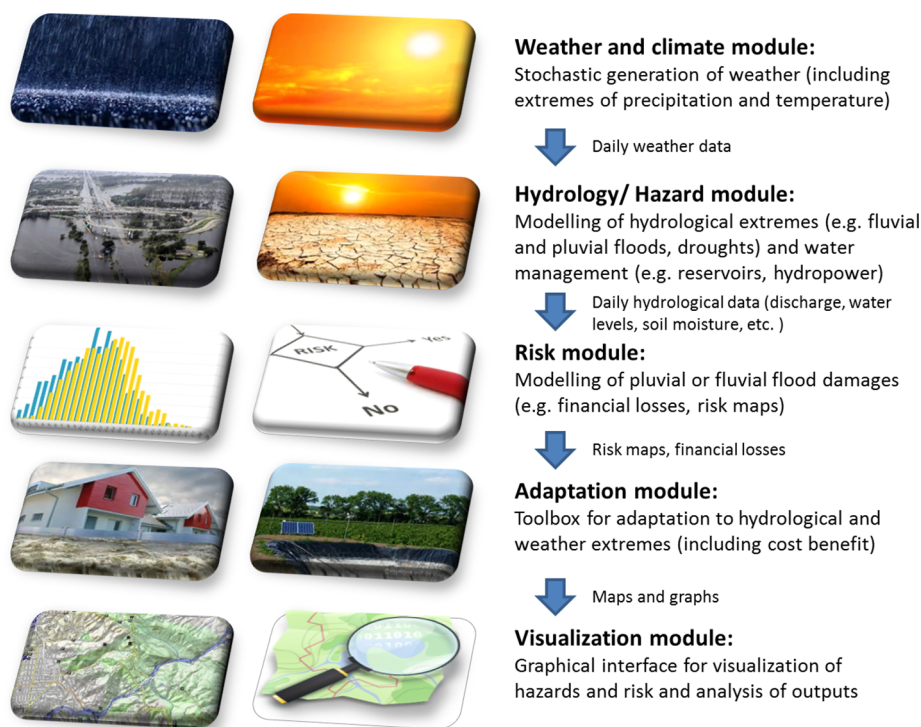 Weather and climate module:
Stochastic generation of weather (including
extremes of precipitation and temperature)
Daily weather data
Hydrology/ Hazard module:
Modelling of hydrological extremes (e.g. fluvial
and pluvial floods, droughts) and water
management (e.g. reservoirs, hydropower)
Daily hydrological data (discharge, water
levels, soil moisture, etc. )
RISK
Yes
No
Risk module:
Modelling of pluvial or fluvial flood damages
(e.g. financial losses, risk maps)
Risk maps, financial losses
Adaptation module:
Toolbox for adaptation to hydrological and
weather extremes (including cost benefit)
Maps and graphs
011010
Visualization module:
Graphical interface for visualization of
hazards and risk and analysis of outputs